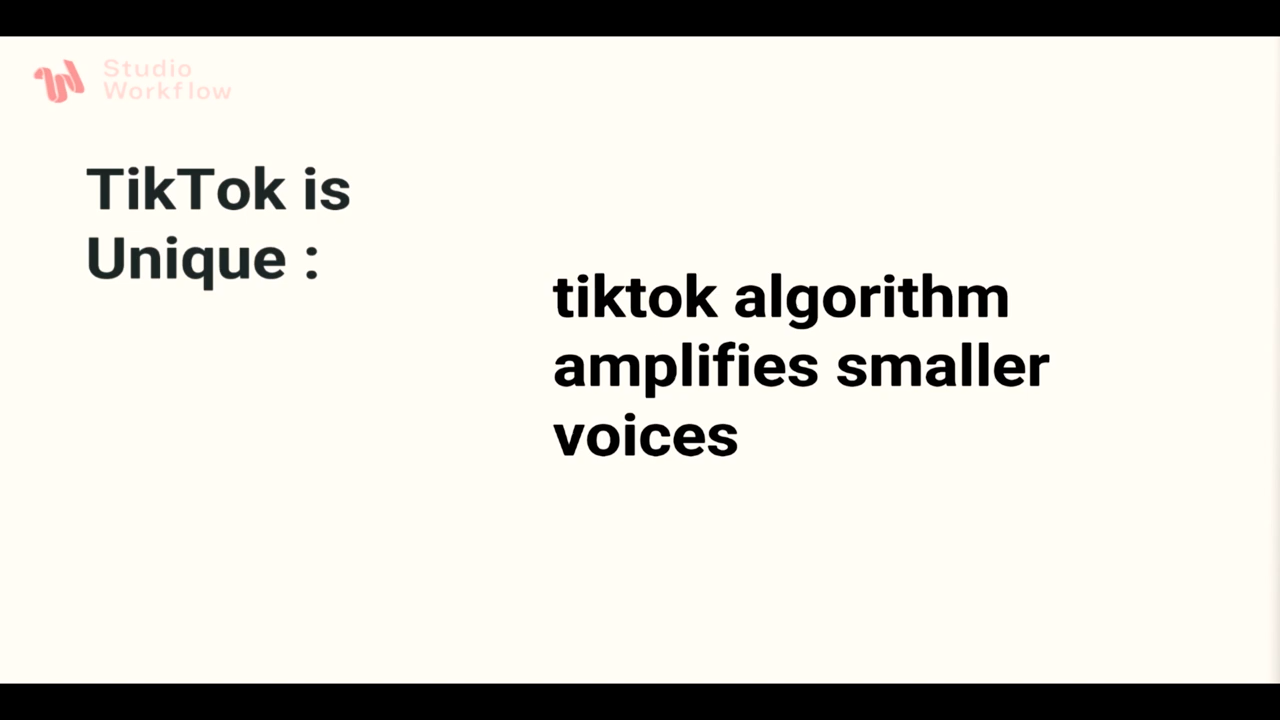 Studio
Workflow
TikTok is
Unique :
tiktok algorithm
amplifies smaller
voices